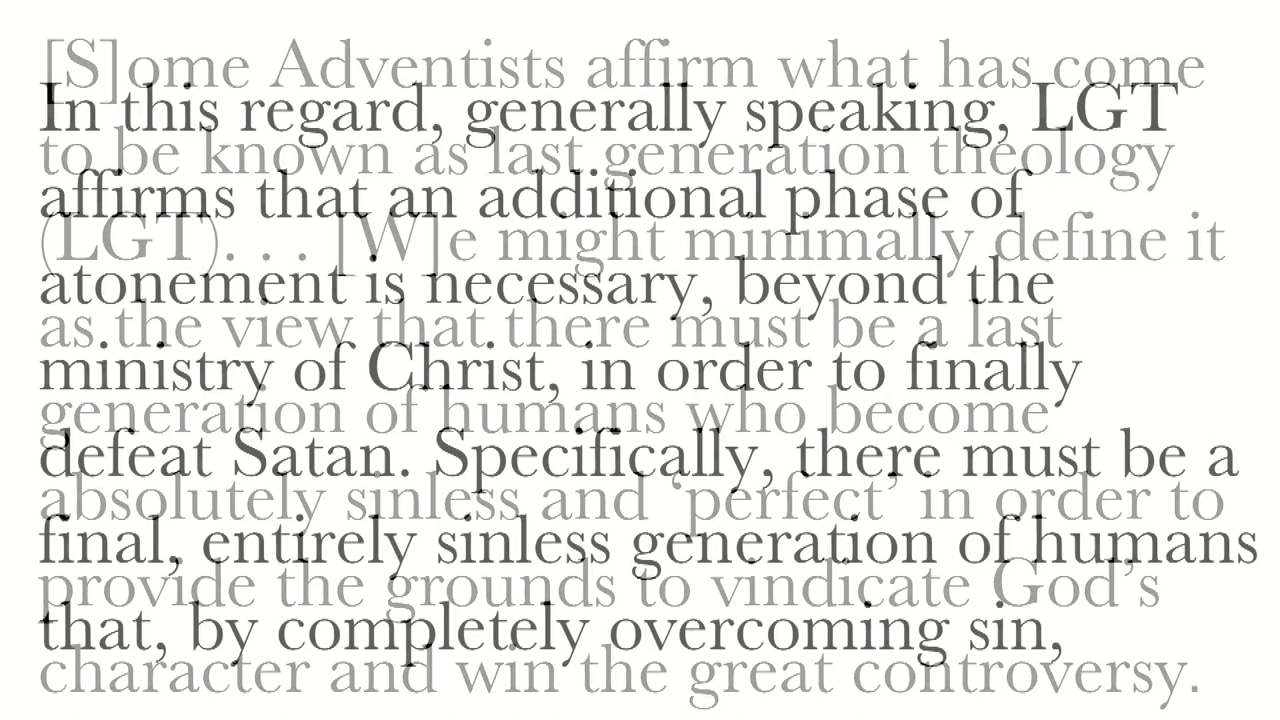 [S]ome Adventists affirm what has come
to be known as last generation theology
(LGT). . . [W]e might minimally define it
as the view that there must be a last
generation of humans who become
absolutely sinless and ‘perfect’ in order to
provide the grounds to vindicate God’s
character and win the great controversy.
In this regard, generally speaking, LGT
affirms that an additional phase of
atonement is necessary, beyond the
ministry of Christ, in order to finally
defeat Satan. Specifically, there must be a
final, entirely sinless generation of humans
that, by completely overcoming sin,